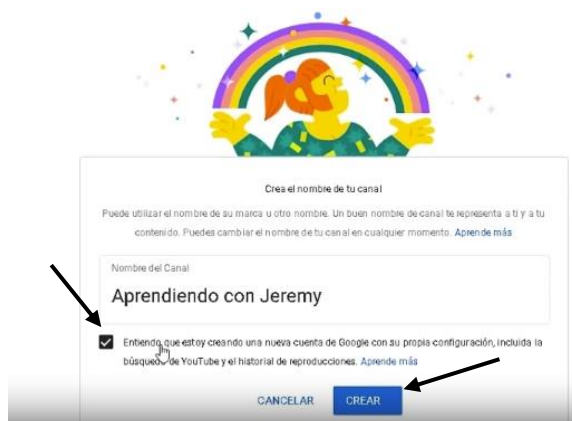 Crea el nombre de tu canal
Puede utilizar el nombre de su marca u otro nombre. Un buen nombre de canal te representa a ti y a tu
contenido. Puedes cambiar el nombre de tu canal en cualquier momento. Aprende más
Nombre del Canal
Aprendiendo con Jeremy
Entiendo que estoy creando una nueva cuenta de Google con su propia configuración, incluida la
búsqueda de YouTube y el historial de reproducciones. Aprende más
CANCELAR CREAR